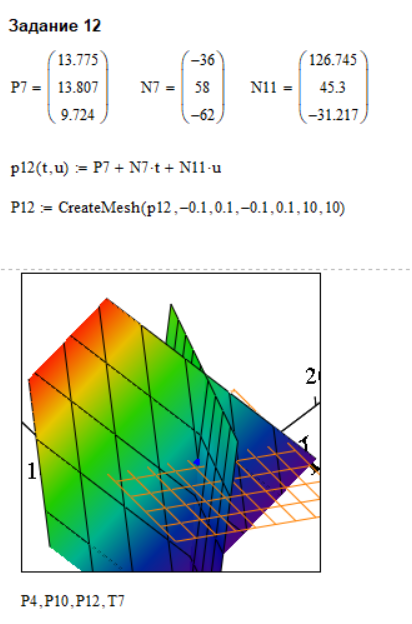 Задание 12
P7 = ( 13.775 13.807 9.724 ) N7 = ( −36 58 −62 ) N11 = ( 126.745 45.3 −31.217 )
p12(t,u) := P7 + N7·t + N11·u
P12 := CreateMesh(p12,−0.1,0.1,−0.1,0.1,10,10)
2
1
P4,P10,P12,T7